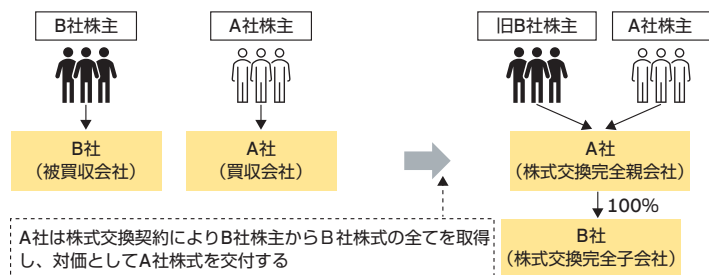 B社株主
A社株主
旧B社株主
A社株主
B社
（被買収会社）
A社
（買収会社）
A社
（株式交換完全親会社）
100%
A社は株式交換契約によりB社株主からＢ社株式の全てを取得
し、対価としてA社株式を交付する
B社
（株式交換完全子会社）